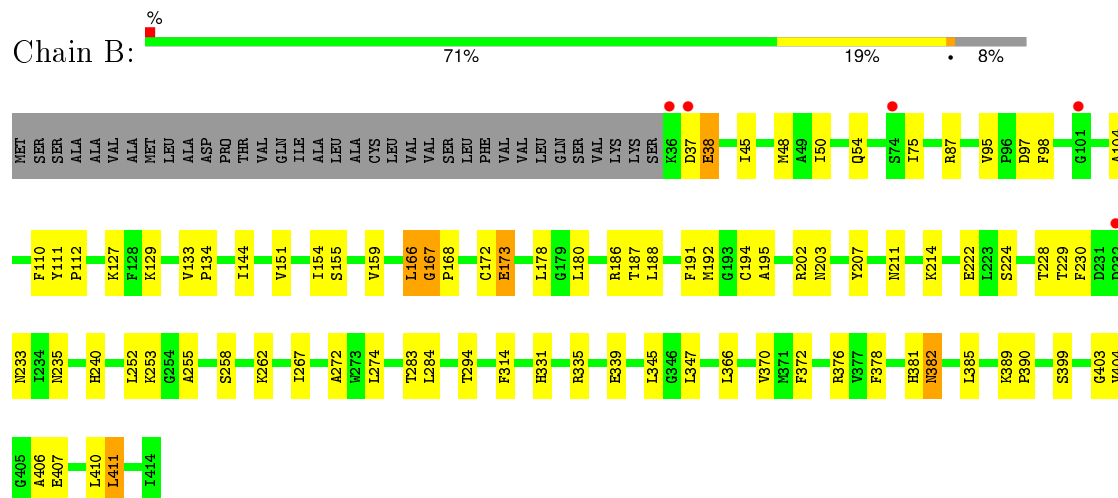 %
Chain B:
71% 19% • 8%
MET SER SER ALA ALA VAL ALA MET LEU ALA ASP PRO THR VAL GLN ILE ALA LEU ALA CYS LEU VAL VAL SER LEU PHE VAL VAL LEU GLN SER VAL LYS LYS SER K36 D37 E38 I45 M48 A49 I50 Q54 S74 I75 R87 V95 P96 D97 F98 G101 A104
F110 Y111 P112 K127 F128 K129 V133 P134 I144 V151 I154 S155 V159 L166 G167 P168 C172 E173 L178 G179 L180 R186 T187 L188 F191 M192 G193 C194 A195 R202 N203 Y207 N211 K214 E222 L223 S224 T228 T229 F230 D231 D232
N233 I234 N235 H240 L252 K253 G254 A255 S258 K262 I267 A272 W273 L274 T283 L284 T294 F314 H331 R335 E339 L345 G346 L347 L366 V370 M371 F372 R376 V377 F378 H381 N382 L385 K389 P390 S399 G403 V404
G405 A406 E407 L410 L411 I414